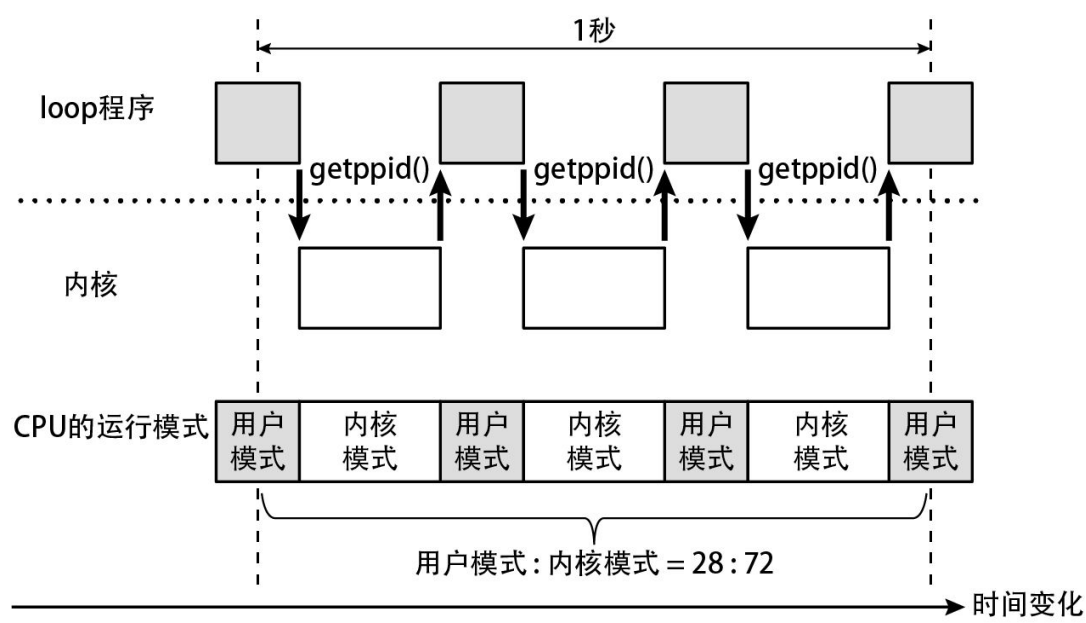 1秒
loop程序
getppid()
getppid()
getppid()
内核
CPU的运行模式
用户
模式
内核
模式
用户
模式
内核
模式
用户
模式
内核
模式
用户
模式
用户模式：内核模式 = 28 : 72
时间变化